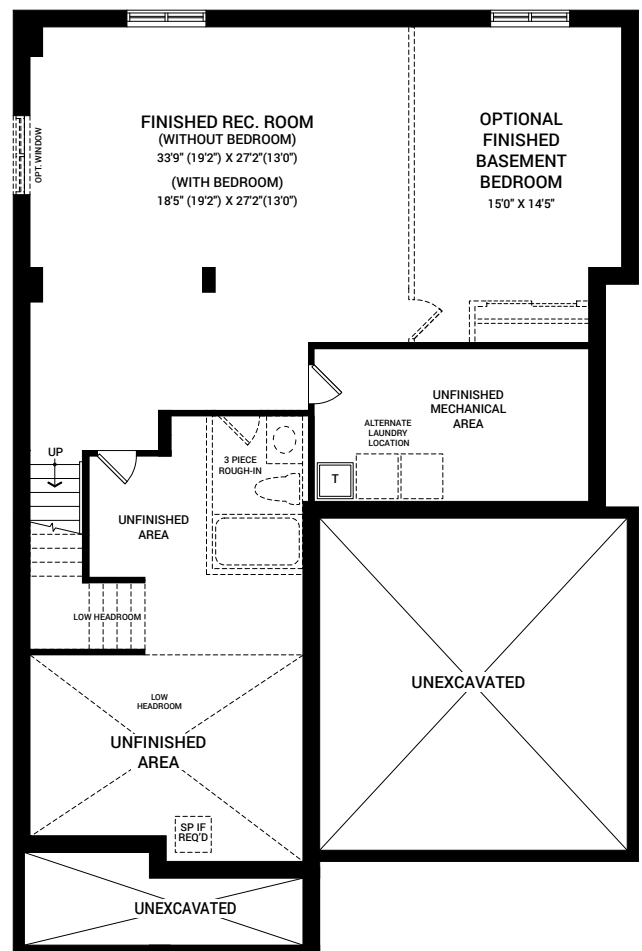 FINISHED REC. ROOM
(WITHOUT BEDROOM)
33'9" (19'2") X 27'2"(13'0")
(WITH BEDROOM)
18'5" (19'2") X 27'2"(13'0")
OPTIONAL
FINISHED
BASEMENT
BEDROOM
15'0" X 14'5"
OPT. WINDOW
UNFINISHED
MECHANICAL
AREA
ALTERNATE
LAUNDRY
LOCATION
T
UP
3 PIECE
ROUGH-IN
UNFINISHED
AREA
LOW HEADROOM
LOW
HEADROOM
UNFINISHED
AREA
SP IF
REQ'D
UNEXCAVATED
UNEXCAVATED